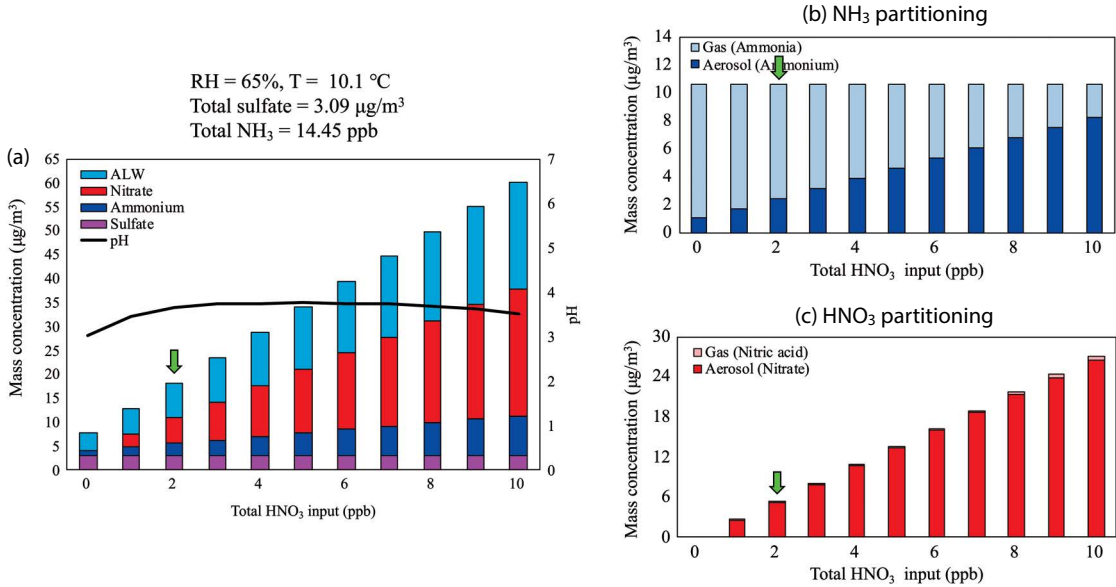 RH = 65%, T = 10.1 °C
Total sulfate = 3.09 μg/m³
Total NH₃ = 14.45 ppb
(a)
65
60
55
50
45
40
35
30
25
20
15
10
5
0
Mass concentration (μg/m³)
ALW
Nitrate
Ammonium
Sulfate
pH
7
6
5
4
3
2
1
0
pH
0 2 4 6 8 10
Total HNO₃ input (ppb)
(b) NH₃ partitioning
14
12
10
8
6
4
2
0
Mass concentration (μg/m³)
Gas (Ammonia)
Aerosol (Ammonium)
0 2 4 6 8 10
Total HNO₃ input (ppb)
(c) HNO₃ partitioning
30
24
18
12
6
0
Mass concentration (μg/m³)
Gas (Nitric acid)
Aerosol (Nitrate)
0 2 4 6 8 10
Total HNO₃ input (ppb)